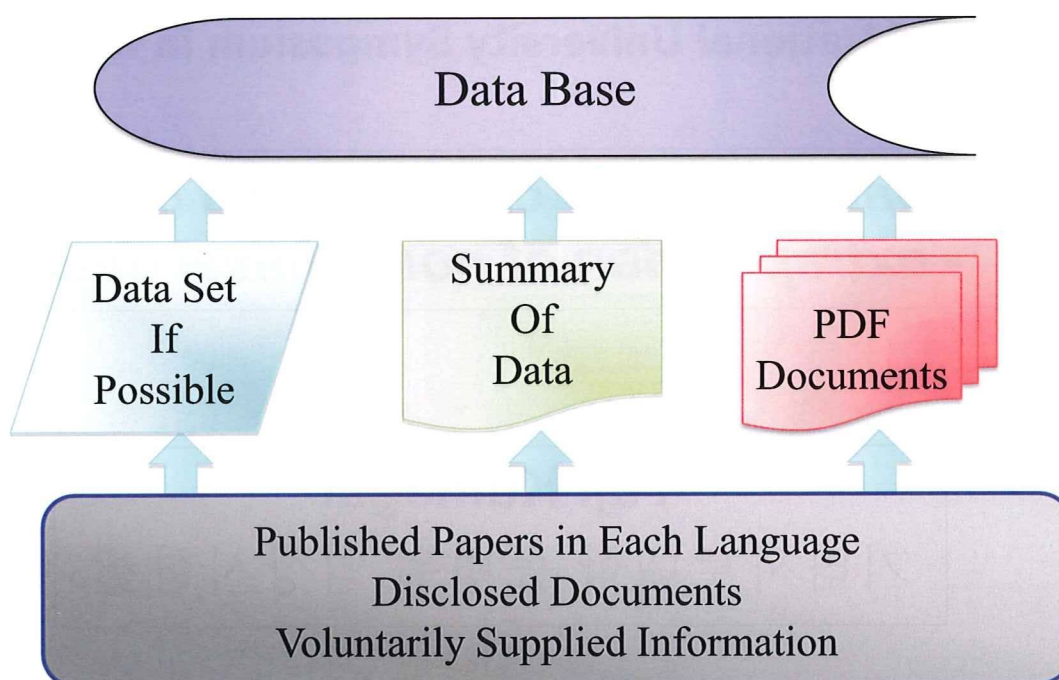 Data Base
Data Set
If
Possible
Summary
Of
Data
PDF
Documents
Published Papers in Each Language
Disclosed Documents
Voluntarily Supplied Information